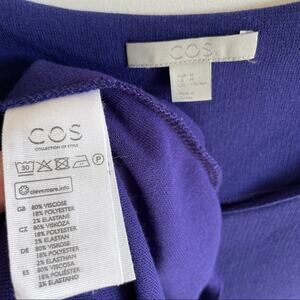 COS
COS
COLLECTION OF STYLE
30
P
clevercare.info
GB 80% VISCOSE
18% POLYESTER
2% ELASTANE
CZ 80% VISKÓZA
18% POLYESTER
2% ELASTAN
DE 80% VISKOSE
18% POLYESTER
2% ELASTHAN
ES 80% VISCOSA
18% POLIÉSTER
2% ELASTANO